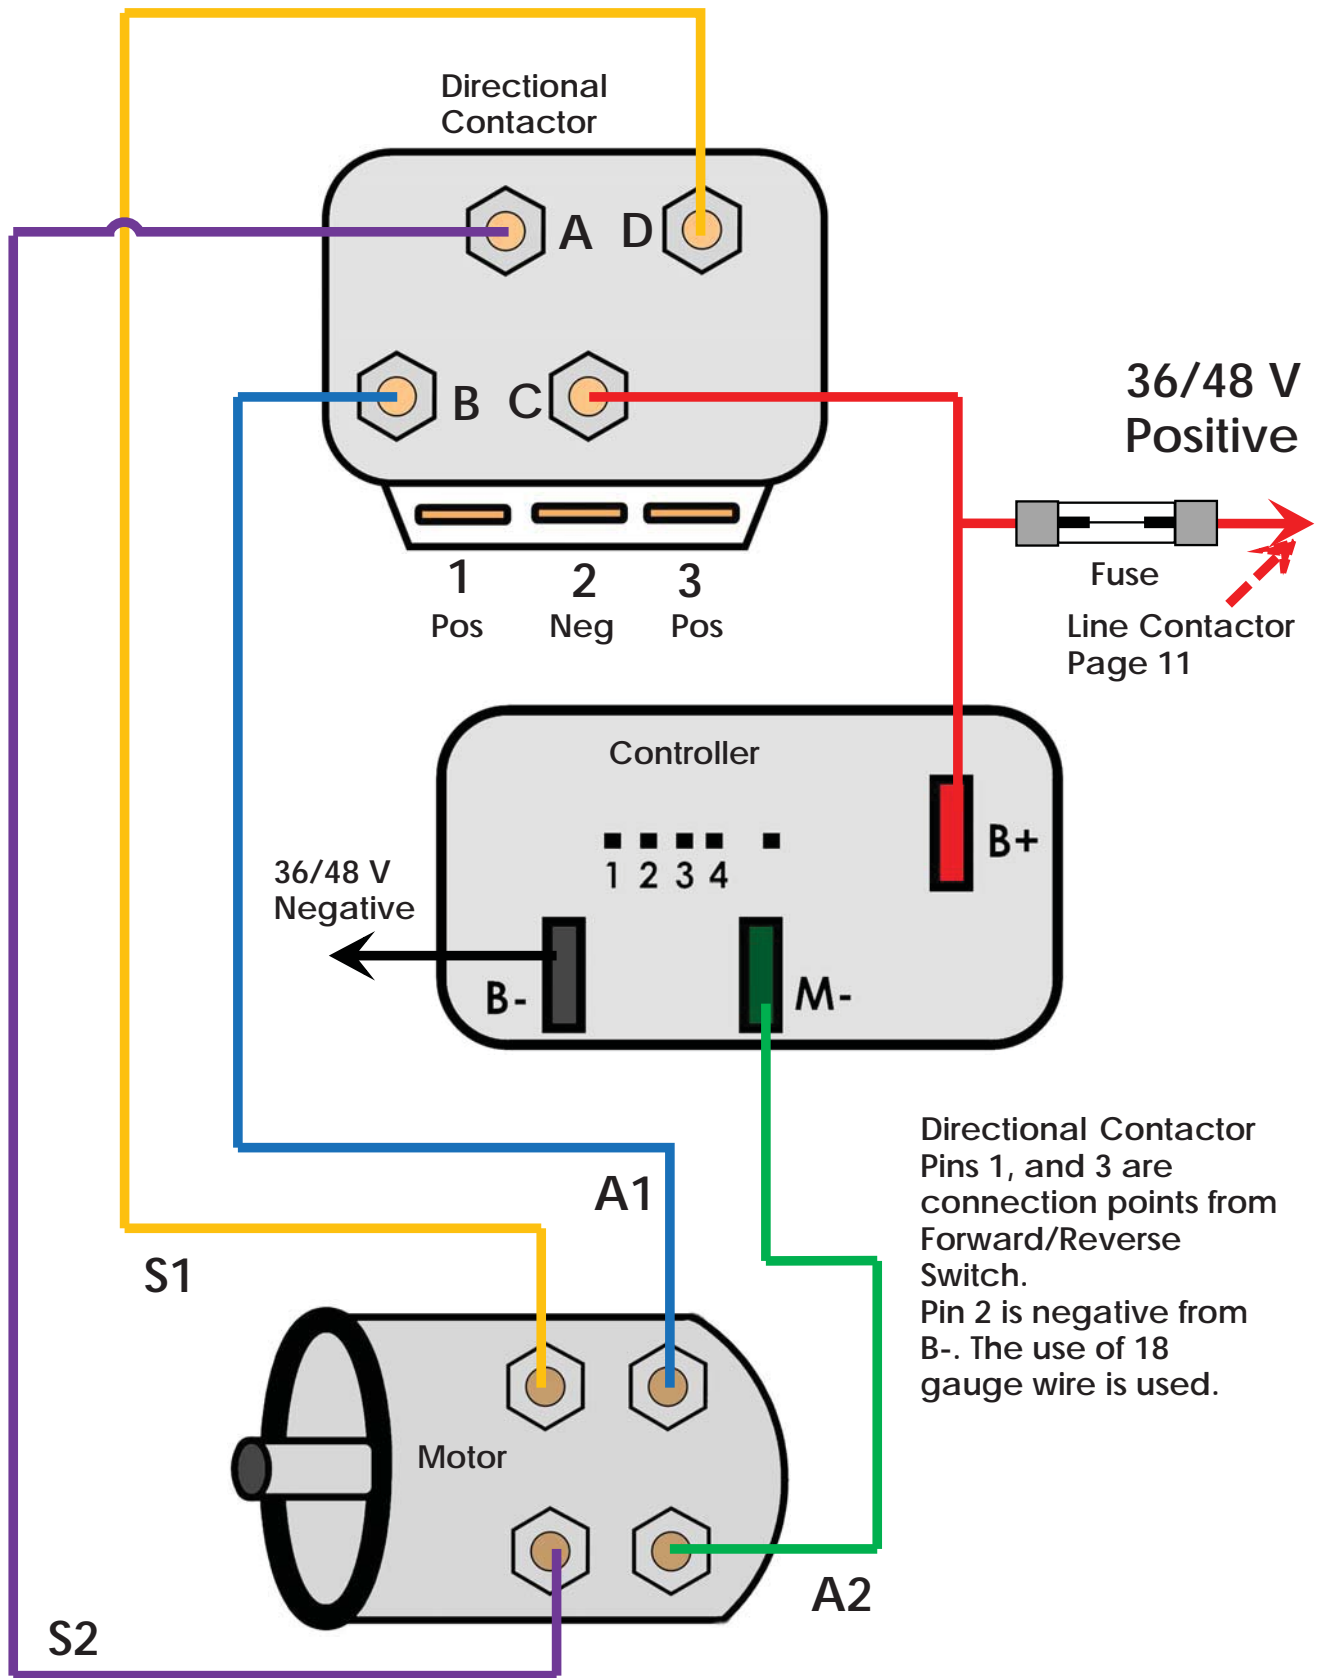 Directional
Contactor
A D
B C
36/48 V
Positive
1 2 3
Pos Neg Pos
Fuse
Line Contactor
Page 11
Controller
B+
1 2 3 4
36/48 V
Negative
B-
M-
Directional Contactor
Pins 1, and 3 are
connection points from
Forward/Reverse
Switch.
Pin 2 is negative from
B-. The use of 18
gauge wire is used.
A1
S1
Motor
A2
S2